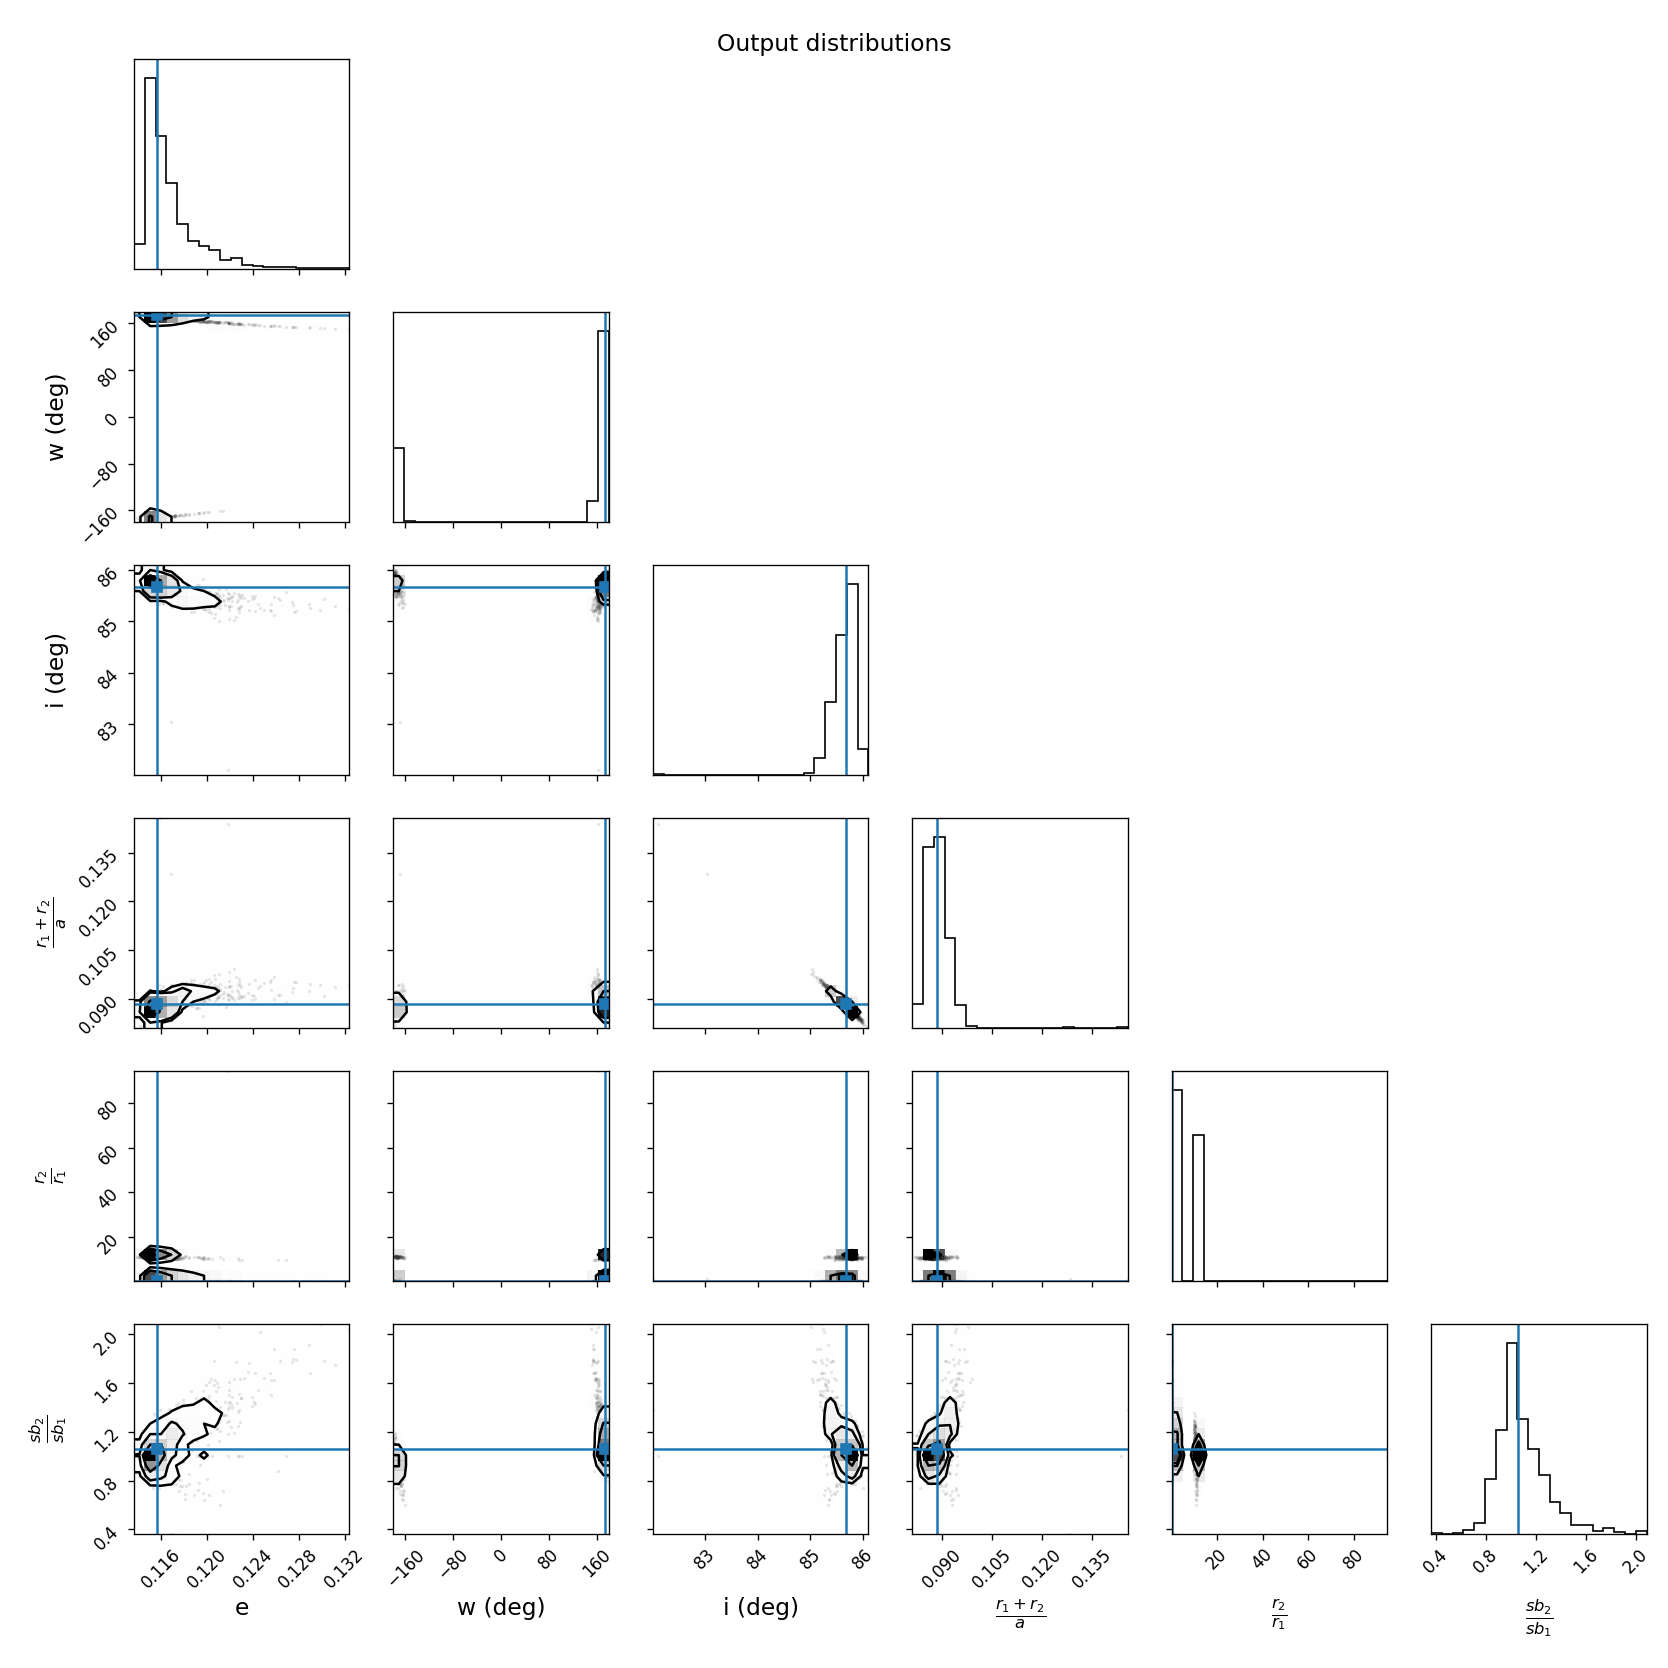 Output distributions
160
80
0
−80
−160
w (deg)
86
85
84
83
i (deg)
0.135
0.120
0.105
0.090
r1 + r2
a
80
60
40
20
r2
r1
2.0
1.6
1.2
0.8
0.4
sb2
sb1
0.116 0.120 0.124 0.128 0.132
−160 −80 0 80 160
83 84 85 86
0.090 0.105 0.120 0.135
20 40 60 80
0.4 0.8 1.2 1.6 2.0
e
w (deg)
i (deg)
r1 + r2
a
r2
r1
sb2
sb1